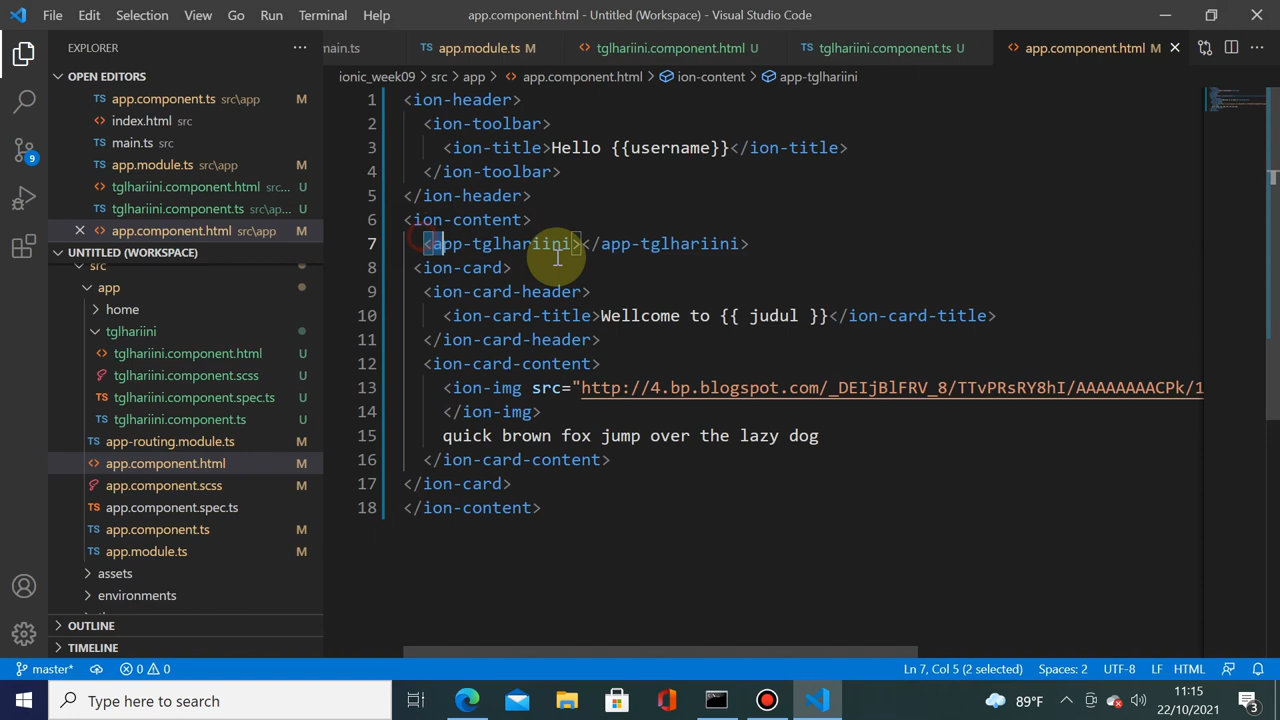 File Edit Selection View Go Run Terminal Help
app.component.html - Untitled (Workspace) - Visual Studio Code
EXPLORER
OPEN EDITORS
app.component.ts src\app M
index.html src
main.ts src
app.module.ts src\app M
tglhariini.component.html src... U
tglhariini.component.ts src\ap... U
app.component.html src\app M
UNTITLED (WORKSPACE)
src
app
home
tglhariini
tglhariini.component.html U
tglhariini.component.scss U
tglhariini.component.spec.ts U
tglhariini.component.ts U
app-routing.module.ts M
app.component.html M
app.component.scss M
app.component.spec.ts M
app.component.ts M
app.module.ts M
assets
environments
OUTLINE
TIMELINE
main.ts app.module.ts M tglhariini.component.html U tglhariini.component.ts U app.component.html M
ionic_week09 > src > app > app.component.html > ion-content > app-tglhariini
1 <ion-header>
2 <ion-toolbar>
3 <ion-title>Hello {{username}}</ion-title>
4 </ion-toolbar>
5 </ion-header>
6 <ion-content>
7 <app-tglhariini></app-tglhariini>
8 <ion-card>
9 <ion-card-header>
10 <ion-card-title>Wellcome to {{ judul }}</ion-card-title>
11 </ion-card-header>
12 <ion-card-content>
13 <ion-img src="http://4.bp.blogspot.com/_DEIjBlFRV_8/TTvPRsRY8hI/AAAAAAAACPk/1
14 </ion-img>
15 quick brown fox jump over the lazy dog
16 </ion-card-content>
17 </ion-card>
18 </ion-content>
9
master* 0 0 Ln 7, Col 5 (2 selected) Spaces: 2 UTF-8 LF HTML
Type here to search 89°F 11:15
22/10/2021 3